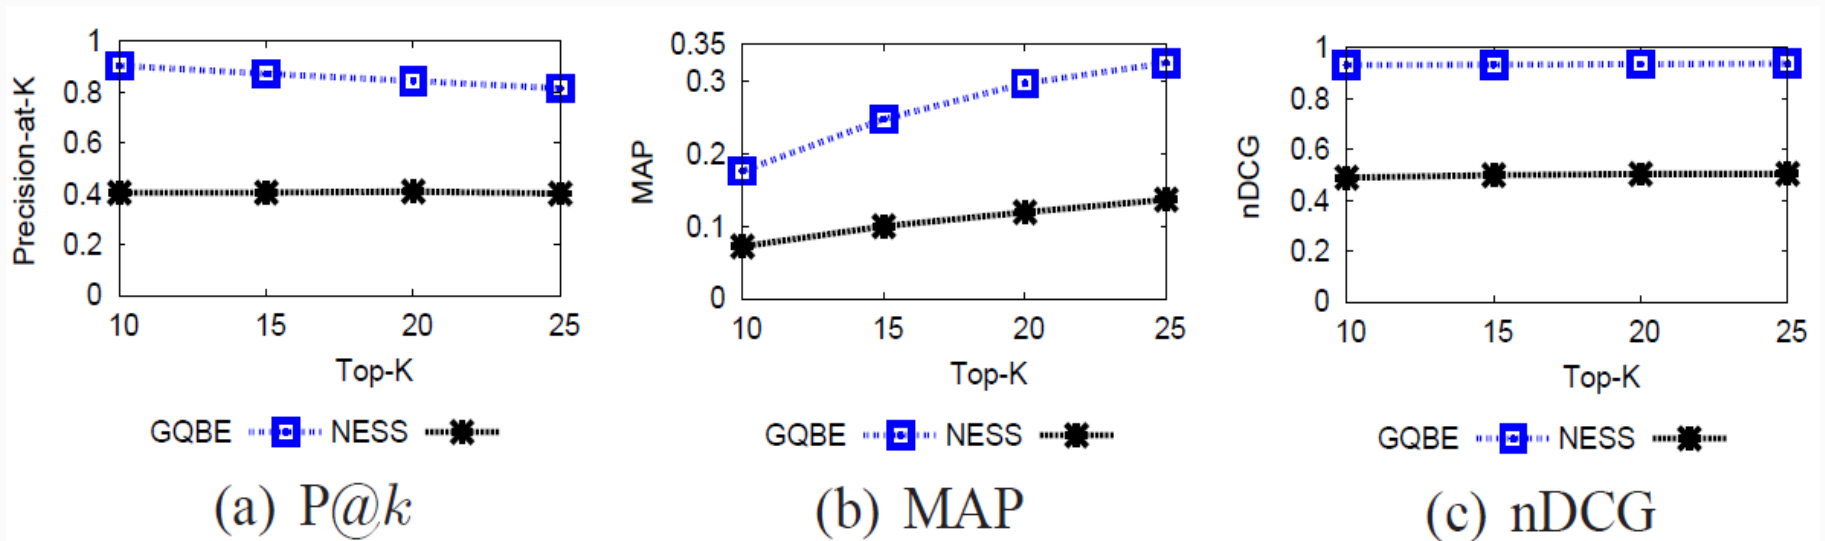 Precision-at-K
1
0.8
0.6
0.4
0.2
0
10 15 20 25
Top-K
GQBE NESS
(a) P@k
MAP
0.35
0.3
0.2
0.1
0
10 15 20 25
Top-K
GQBE NESS
(b) MAP
nDCG
1
0.8
0.6
0.4
0.2
0
10 15 20 25
Top-K
GQBE NESS
(c) nDCG